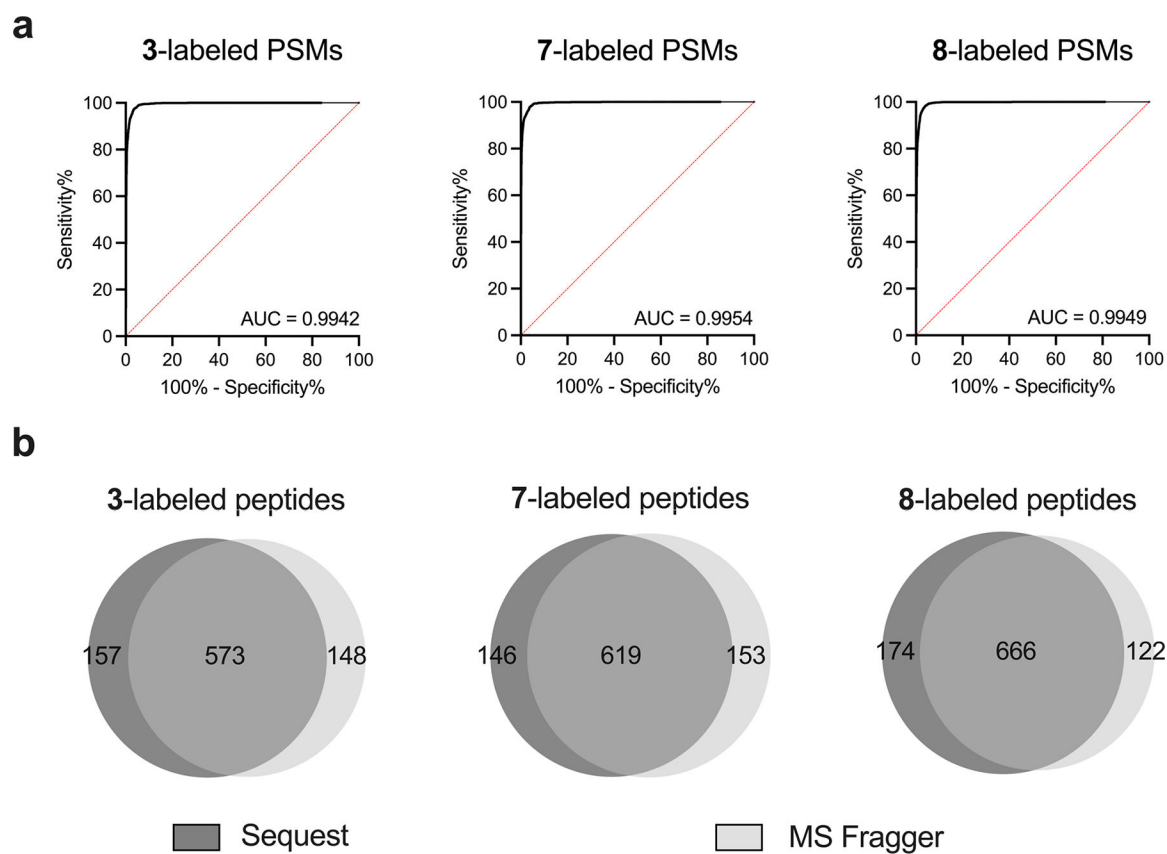 a
3-labeled PSMs 7-labeled PSMs 8-labeled PSMs
100 100 100
80 80 80
60 60 60
40 40 40
20 20 20
0 0 0
Sensitivity% Sensitivity% Sensitivity%
AUC = 0.9942 AUC = 0.9954 AUC = 0.9949
0 20 40 60 80 100 0 20 40 60 80 100 0 20 40 60 80 100
100% - Specificity% 100% - Specificity% 100% - Specificity%
b
3-labeled peptides 7-labeled peptides 8-labeled peptides
157 573 148 146 619 153 174 666 122
Sequest MS Fragger